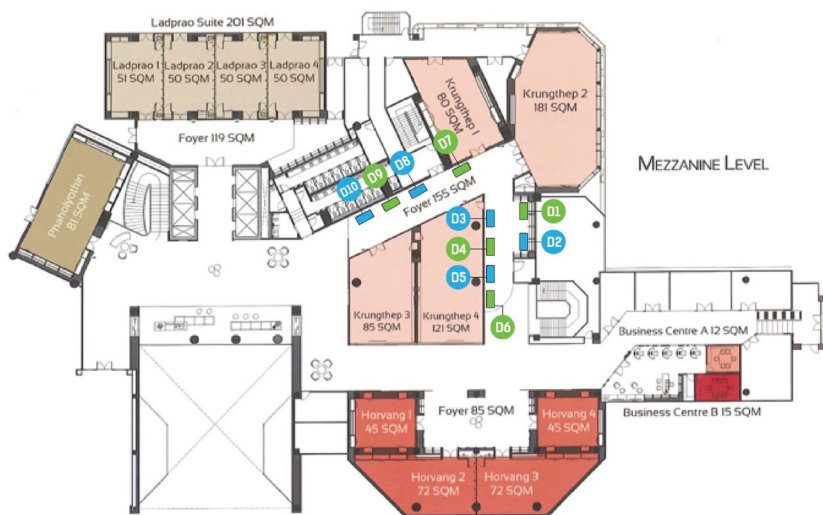 Ladprao Suite 201 SQM
Ladprao 1
51 SQM
Ladprao 2
50 SQM
Ladprao 3
50 SQM
Ladprao 4
50 SQM
Foyer 119 SQM
Phaholyothin
81 SQM
Krungthep 1
80 SQM
Krungthep 2
181 SQM
MEZZANINE LEVEL
D7
D8
D9
D10
Foyer 155 SQM
D1
D2
D3
D4
D5
D6
Krungthep 3
85 SQM
Krungthep 4
121 SQM
Business Centre A 12 SQM
Business Centre B 15 SQM
Foyer 85 SQM
Horvang 1
45 SQM
Horvang 4
45 SQM
Horvang 2
72 SQM
Horvang 3
72 SQM